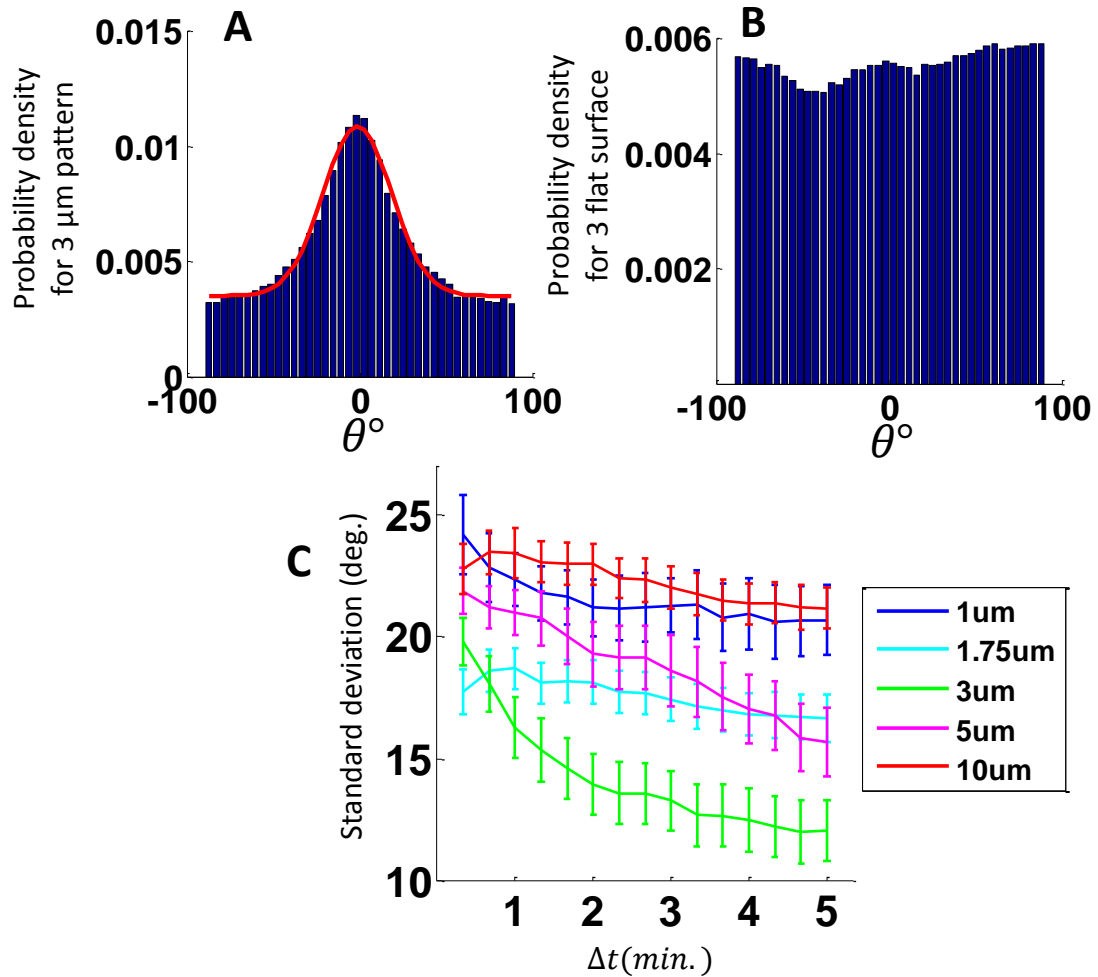 A
Probability density
for 3 µm pattern
0.015
0.01
0.005
0
-100
0
100
θ°
B
Probability density
for 3 flat surface
0.006
0.004
0.002
-100
0
100
θ°
C
Standard deviation (deg.)
25
20
15
10
1
2
3
4
5
Δt(min.)
1um
1.75um
3um
5um
10um